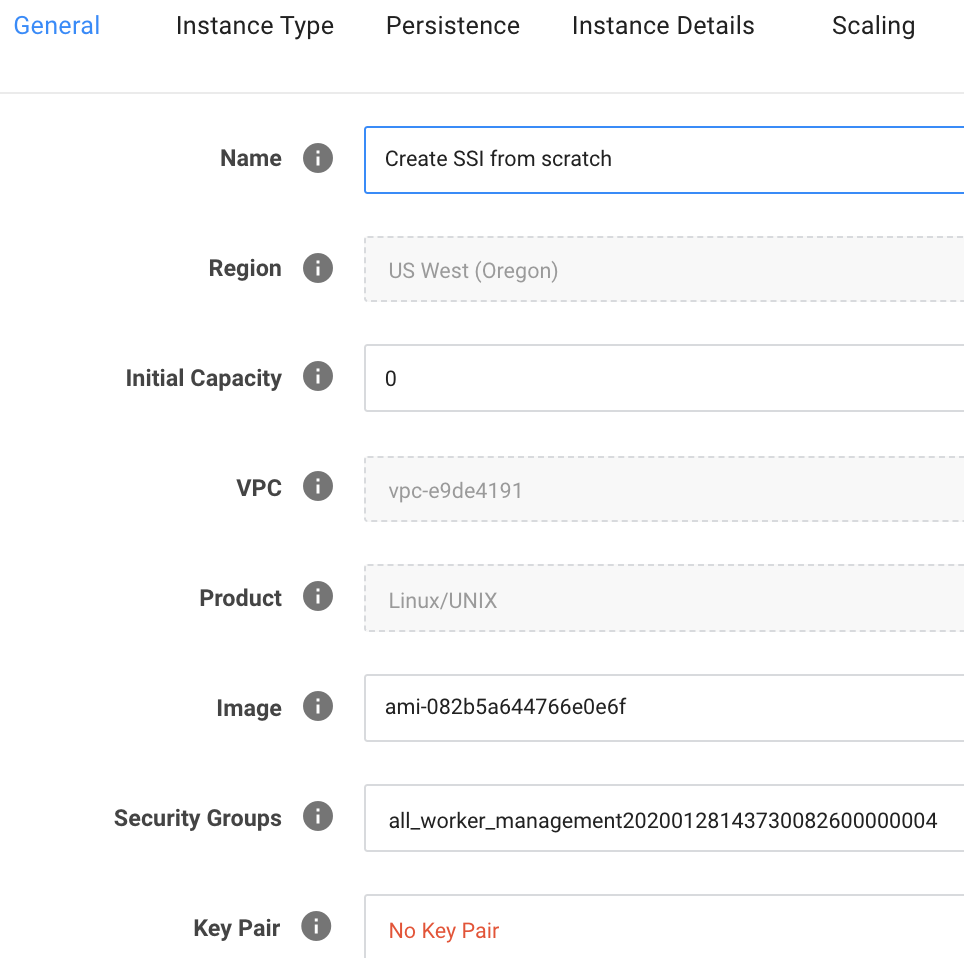 General Instance Type Persistence Instance Details Scaling
Name Create SSI from scratch
Region US West (Oregon)
Initial Capacity 0
VPC vpc-e9de4191
Product Linux/UNIX
Image ami-082b5a644766e0e6f
Security Groups all_worker_management20200128143730082600000004
Key Pair No Key Pair